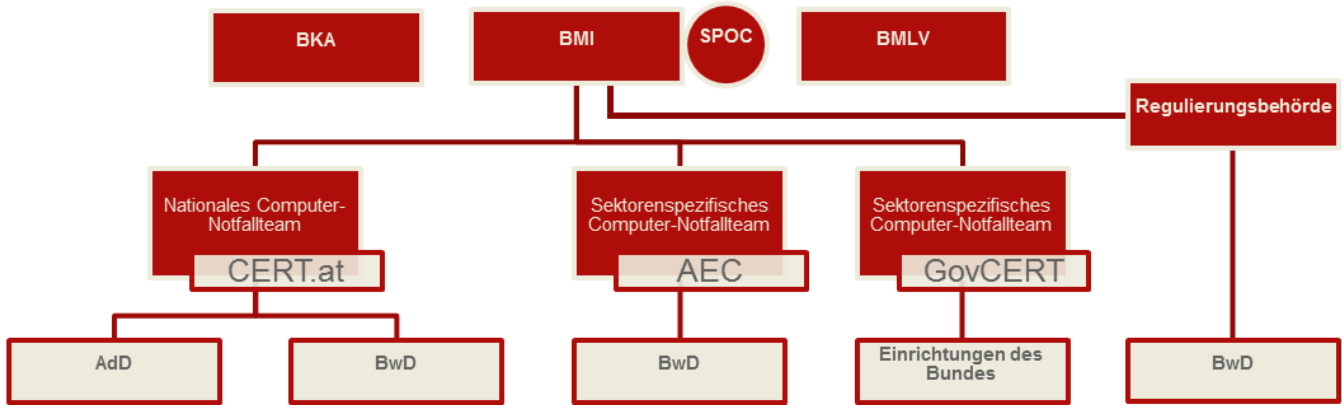 BKA
BMI
SPOC
BMLV
Regulierungsbehörde
Nationales Computer-
Notfallteam
CERT.at
Sektorenspezifisches
Computer-Notfallteam
AEC
Sektorenspezifisches
Computer-Notfallteam
GovCERT
AdD
BwD
BwD
Einrichtungen des
Bundes
BwD